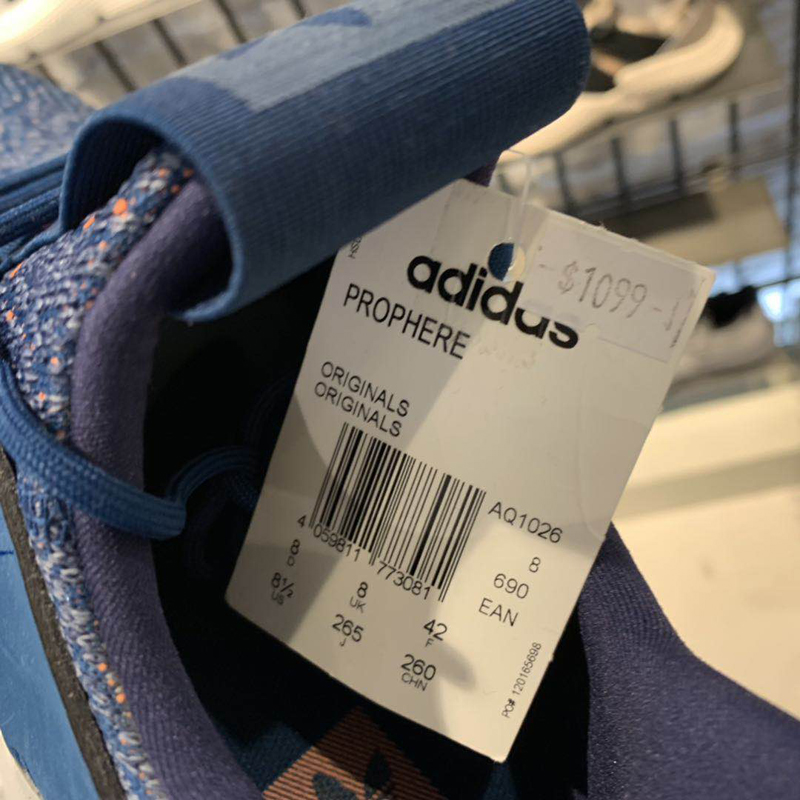 adidas
$1099
PROPHERE
ORIGINALS
ORIGINALS
AQ1026
4 059811 773081
8
690
EAN
8
D
8½
US
8
UK
265
J
42
F
260
CHN
PO# 120165698